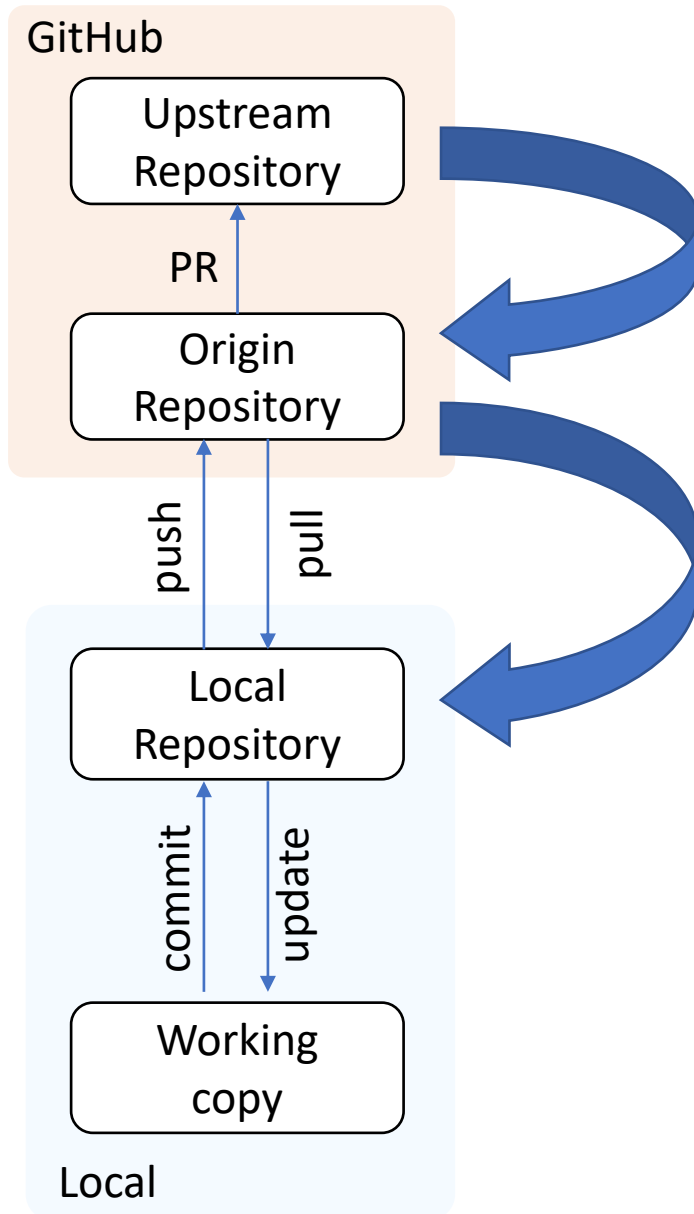 GitHub
Upstream
Repository
PR
Origin
Repository
push
pull
Local
Repository
commit
update
Working
copy
Local